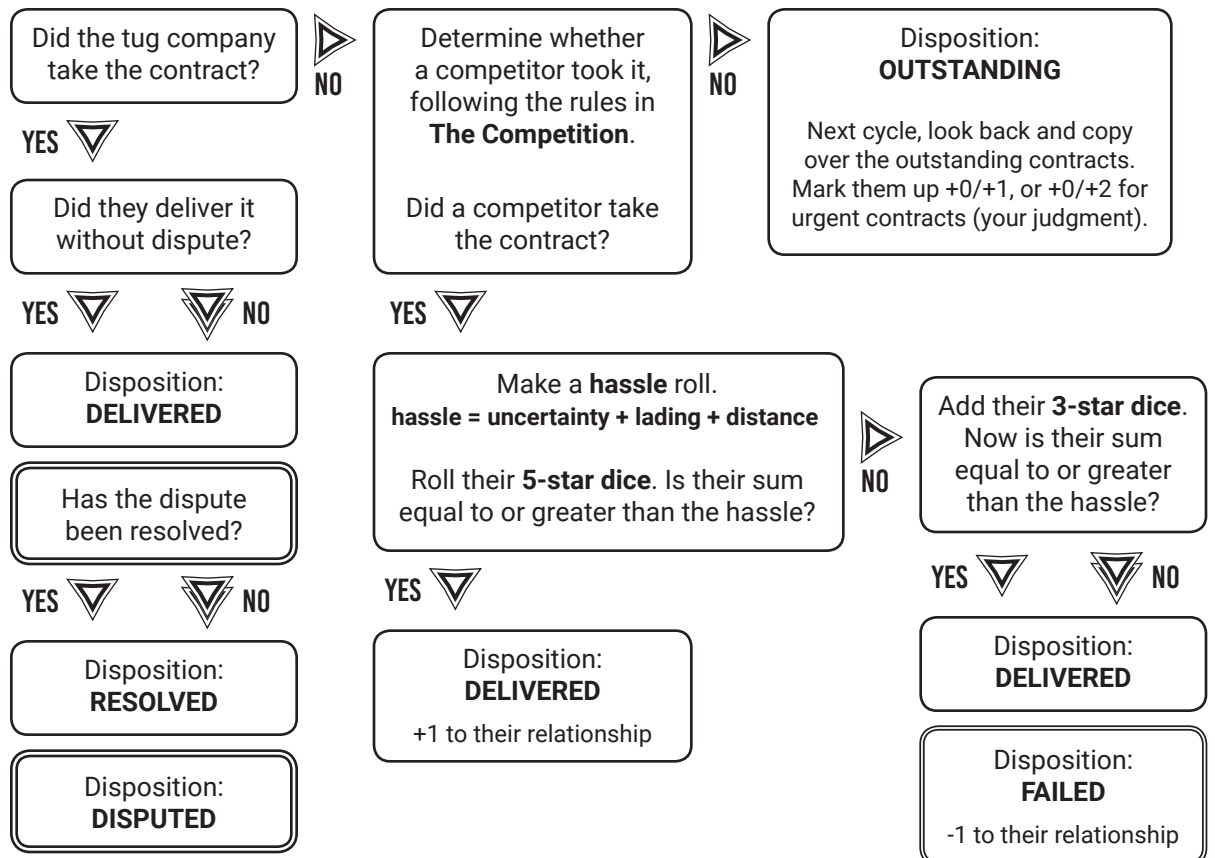 Did the tug company
take the contract?
NO
YES
Did they deliver it
without dispute?
YES
NO
Disposition:
DELIVERED
Has the dispute
been resolved?
YES
NO
Disposition:
RESOLVED
Disposition:
DISPUTED
Determine whether
a competitor took it,
following the rules in
The Competition.
Did a competitor take
the contract?
NO
YES
Disposition:
OUTSTANDING
Next cycle, look back and copy
over the outstanding contracts.
Mark them up +0/+1, or +0/+2 for
urgent contracts (your judgment).
Make a hassle roll.
hassle = uncertainty + lading + distance
Roll their 5-star dice. Is their sum
equal to or greater than the hassle?
NO
YES
Disposition:
DELIVERED
+1 to their relationship
Add their 3-star dice.
Now is their sum
equal to or greater
than the hassle?
YES
NO
Disposition:
DELIVERED
Disposition:
FAILED
-1 to their relationship